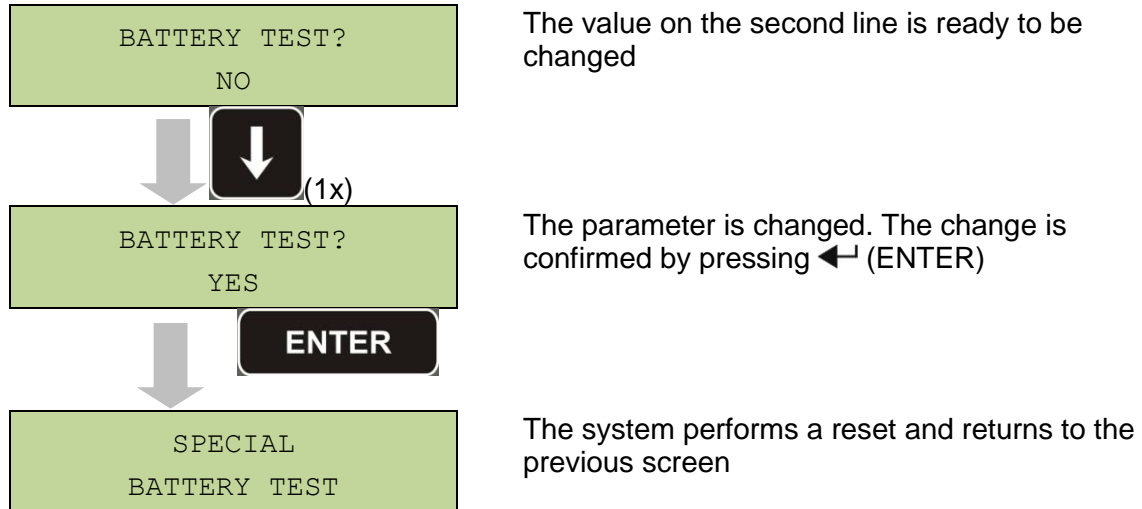 BATTERY TEST?
NO
The value on the second line is ready to be
changed
(1x)
BATTERY TEST?
YES
The parameter is changed. The change is
confirmed by pressing (ENTER)
ENTER
SPECIAL
BATTERY TEST
The system performs a reset and returns to the
previous screen